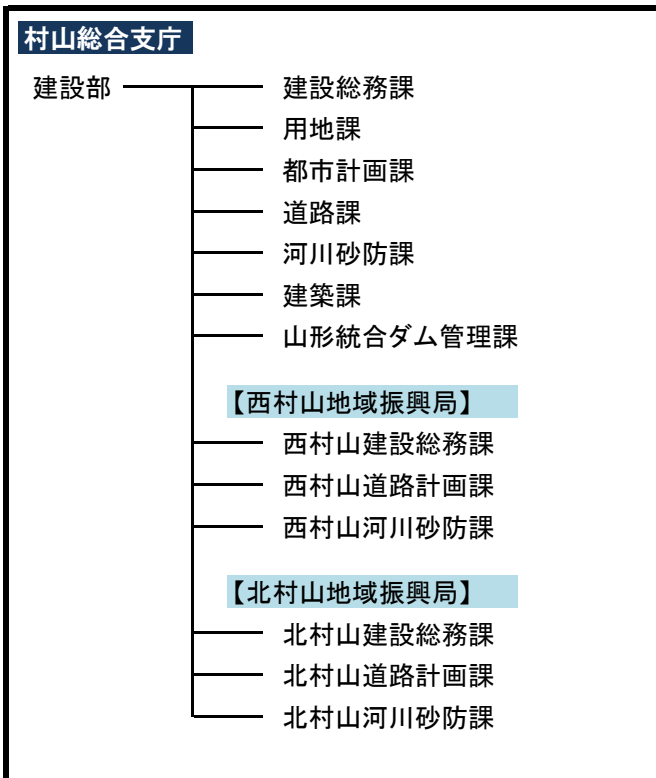 村山総合支庁
建設部 建設総務課
用地課
都市計画課
道路課
河川砂防課
建築課
山形統合ダム管理課
【西村山地域振興局】
西村山建設総務課
西村山道路計画課
西村山河川砂防課
【北村山地域振興局】
北村山建設総務課
北村山道路計画課
北村山河川砂防課